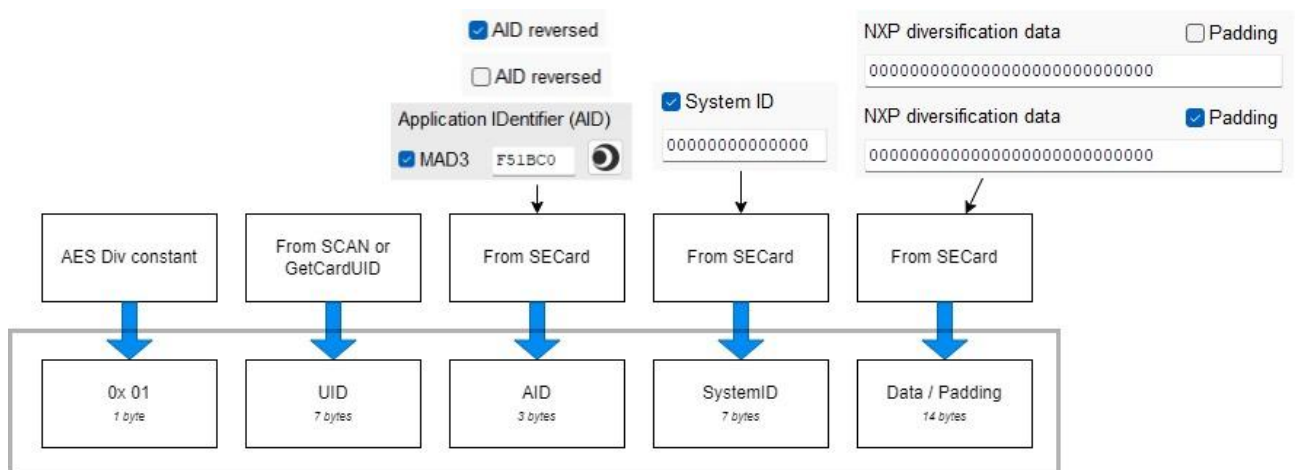 AID reversed
AID reversed
Application IDentifier (AID)
MAD3 F51BC0
System ID
00000000000000
NXP diversification data Padding
0000000000000000000000000000
NXP diversification data Padding
0000000000000000000000000000
AES Div constant
From SCAN or
GetCardUID
From SECard
From SECard
From SECard
0x 01
1 byte
UID
7 bytes
AID
3 bytes
SystemID
7 bytes
Data / Padding
14 bytes